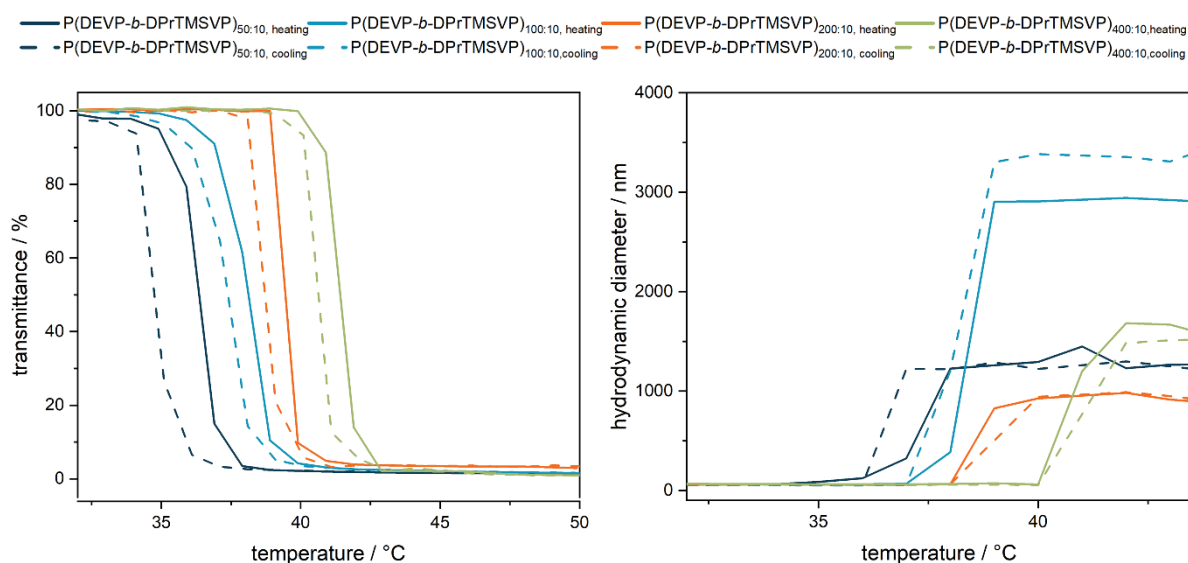 P(DEVP-b-DPrTMSVP)50:10, heating P(DEVP-b-DPrTMSVP)100:10, heating P(DEVP-b-DPrTMSVP)200:10, heating P(DEVP-b-DPrTMSVP)400:10,heating
P(DEVP-b-DPrTMSVP)50:10, cooling P(DEVP-b-DPrTMSVP)100:10,cooling P(DEVP-b-DPrTMSVP)200:10, cooling P(DEVP-b-DPrTMSVP)400:10,cooling
transmittance / %
100
80
60
40
20
0
35 40 45 50
temperature / °C
hydrodynamic diameter / nm
4000
3000
2000
1000
0
35 40
temperature / °C